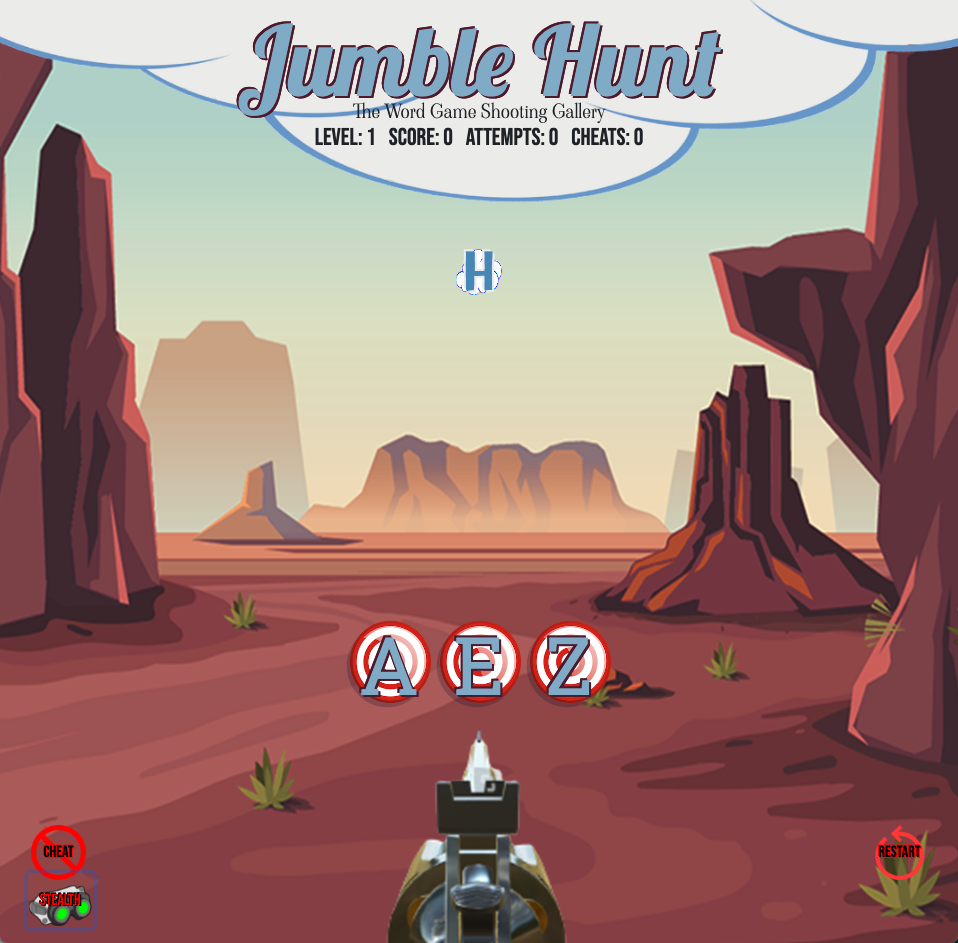 Jumble Hunt
The Word Game Shooting Gallery
LEVEL: 1 SCORE: 0 ATTEMPTS: 0 CHEATS: 0
H
A E Z
CHEAT
RESTART
STEALTH